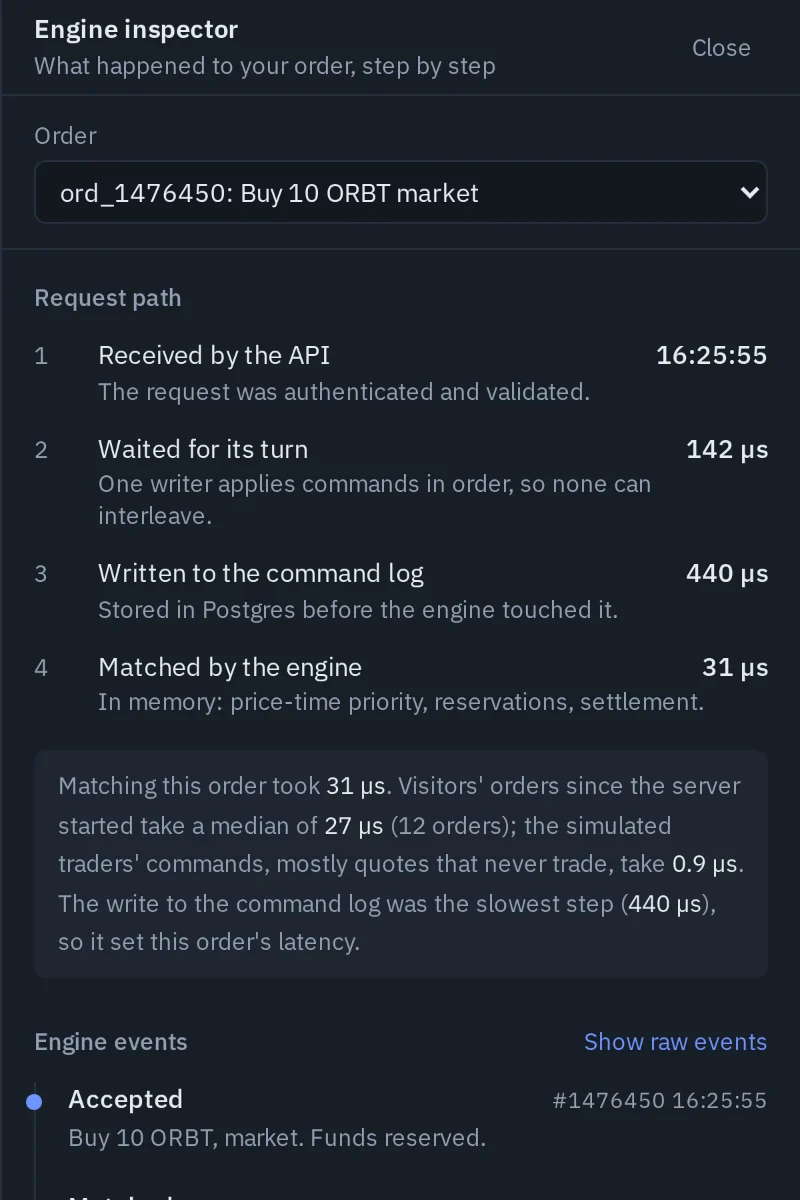 Engine inspector
What happened to your order, step by step
Close
Order
ord_1476450: Buy 10 ORBT market
Request path
1 Received by the API 16:25:55
The request was authenticated and validated.
2 Waited for its turn 142 µs
One writer applies commands in order, so none can
interleave.
3 Written to the command log 440 µs
Stored in Postgres before the engine touched it.
4 Matched by the engine 31 µs
In memory: price-time priority, reservations, settlement.
Matching this order took 31 µs. Visitors' orders since the server
started take a median of 27 µs (12 orders); the simulated
traders' commands, mostly quotes that never trade, take 0.9 µs.
The write to the command log was the slowest step (440 µs),
so it set this order's latency.
Engine events Show raw events
Accepted #1476450 16:25:55
Buy 10 ORBT, market. Funds reserved.